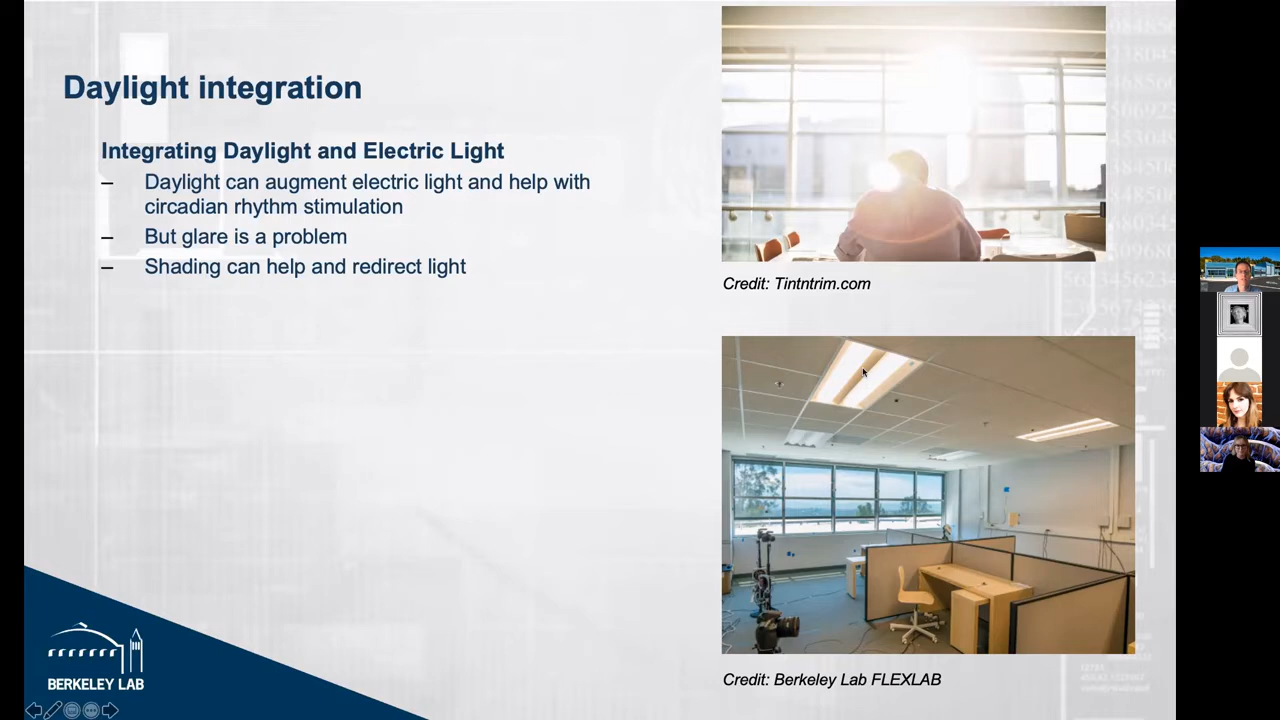 Daylight integration
Integrating Daylight and Electric Light
– Daylight can augment electric light and help with
circadian rhythm stimulation
– But glare is a problem
– Shading can help and redirect light
Credit: Tintntrim.com
Credit: Berkeley Lab FLEXLAB
BERKELEY LAB